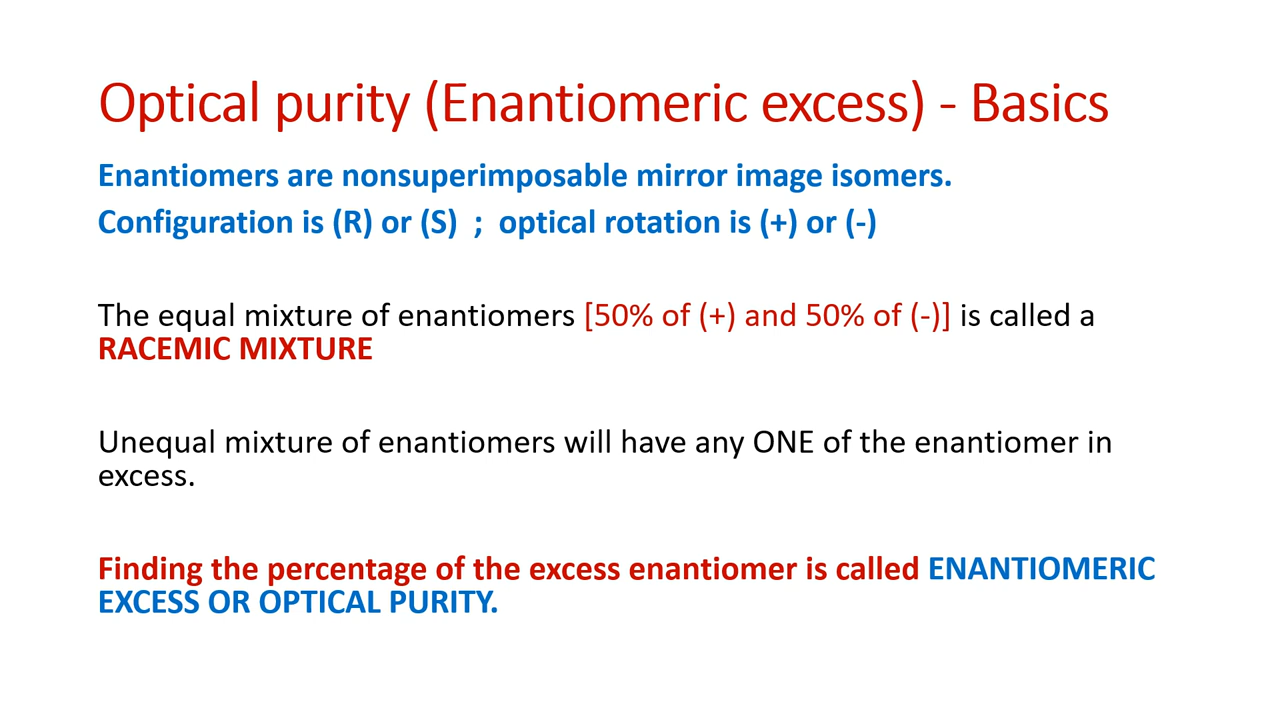 Optical purity (Enantiomeric excess) - Basics
Enantiomers are nonsuperimposable mirror image isomers.
Configuration is (R) or (S)  ;  optical rotation is (+) or (-)
The equal mixture of enantiomers [50% of (+) and 50% of (-)] is called a
RACEMIC MIXTURE
Unequal mixture of enantiomers will have any ONE of the enantiomer in
excess.
Finding the percentage of the excess enantiomer is called ENANTIOMERIC
EXCESS OR OPTICAL PURITY.